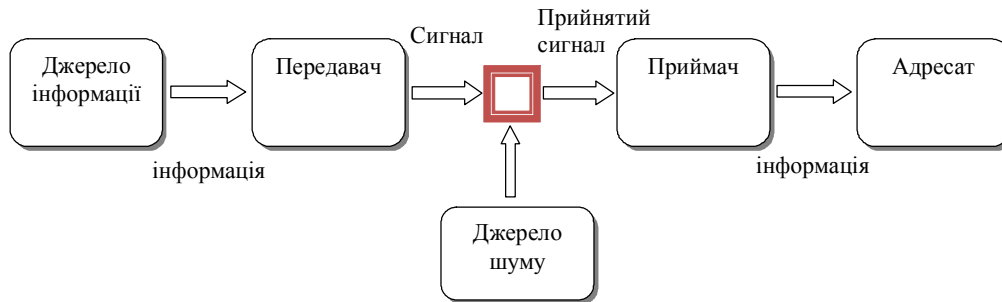 Джерело
інформації
інформація
Передавач
Сигнал
Прийнятий
сигнал
Приймач
інформація
Адресат
Джерело
шуму